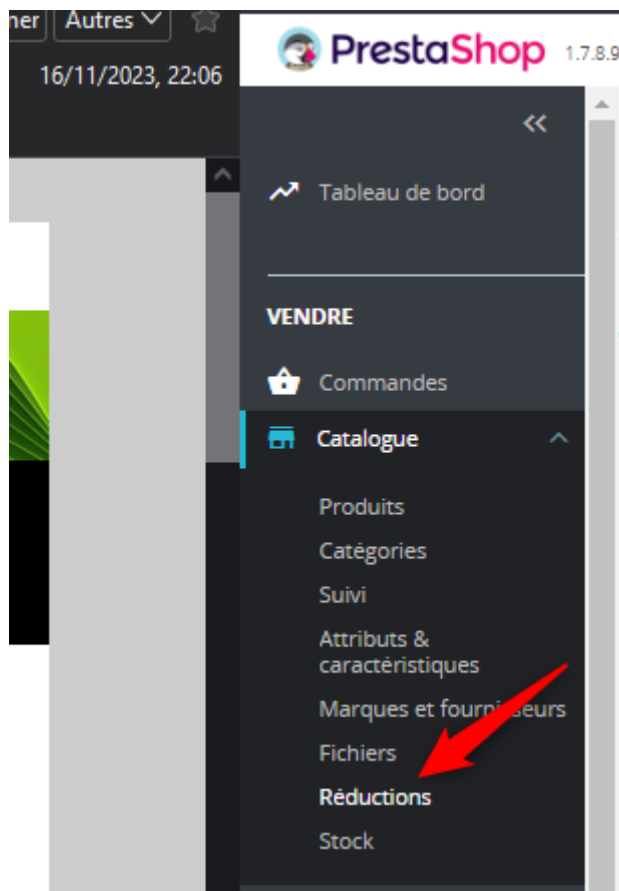 Autres
16/11/2023, 22:06
PrestaShop 1.7.8.9
Tableau de bord
VENDRE
Commandes
Catalogue
Produits
Catégories
Suivi
Attributs &
caractéristiques
Marques et fournisseurs
Fichiers
Réductions
Stock